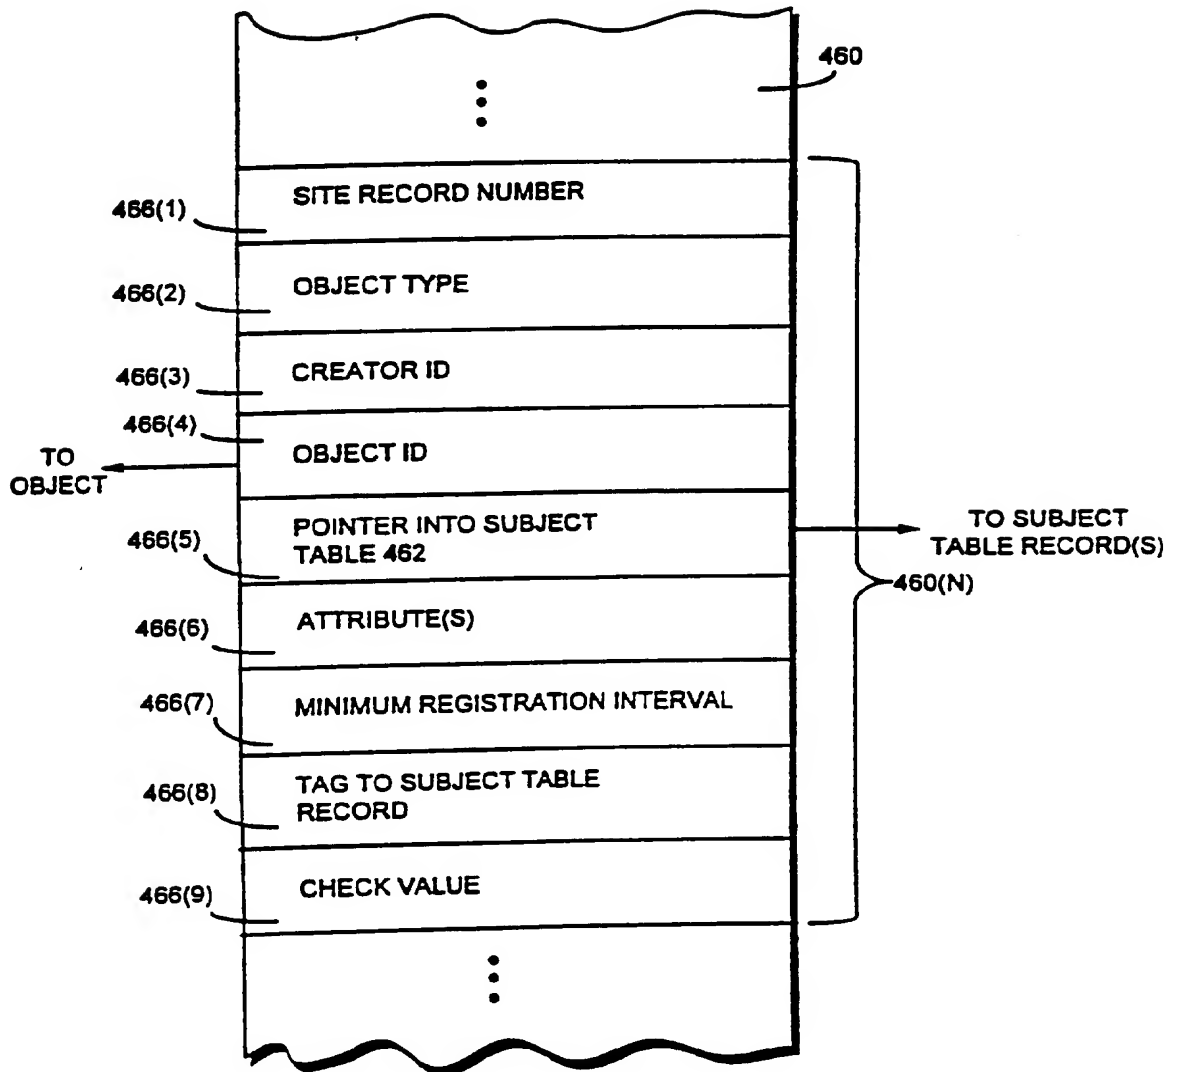 460
SITE RECORD NUMBER
466(1)
OBJECT TYPE
466(2)
CREATOR ID
466(3)
466(4)
OBJECT ID
TO
OBJECT
POINTER INTO SUBJECT
TABLE 462
466(5)
TO SUBJECT
TABLE RECORD(S)
460(N)
ATTRIBUTE(S)
466(6)
MINIMUM REGISTRATION INTERVAL
466(7)
TAG TO SUBJECT TABLE
RECORD
466(8)
CHECK VALUE
466(9)